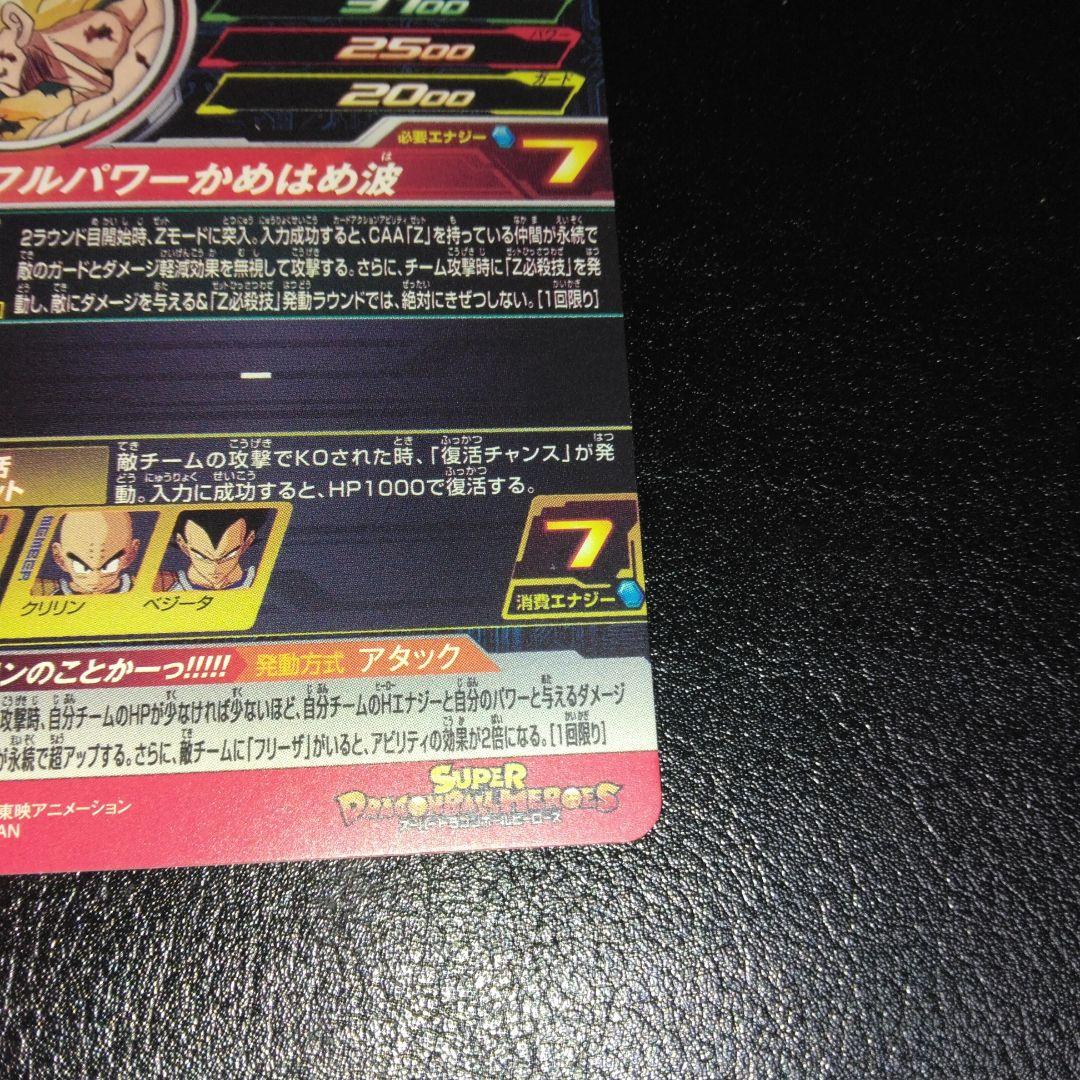 パワー
2500
ガード
2000
必要エナジー 7
フルパワーかめはめ波
2ラウンド目開始時、Zモードに突入。入力成功すると、CAA「Z」を持っている仲間が永続で
敵のガードとダメージ軽減効果を無視して攻撃する。さらに、チーム攻撃時に「Z必殺技」を発
動し、敵にダメージを与える&「Z必殺技」発動ラウンドでは、絶対にきぜつしない。[1回限り]
ー
敵チームの攻撃でKOされた時、「復活チャンス」が発
動。入力に成功すると、HP1000で復活する。
活
ット
MEMBER
クリリン
ベジータ
7
消費エナジー
ンのことかーっ!!!!!
発動方式 アタック
攻撃時、自分チームのHPが少なければ少ないほど、自分チームのHエナジーと自分のパワーと与えるダメージ
が永続で超アップする。さらに、敵チームに「フリーザ」がいると、アビリティの効果が2倍になる。[1回限り]
SUPER
DRAGONBALL HEROES
スーパードラゴンボールヒーローズ
東映アニメーション
AN